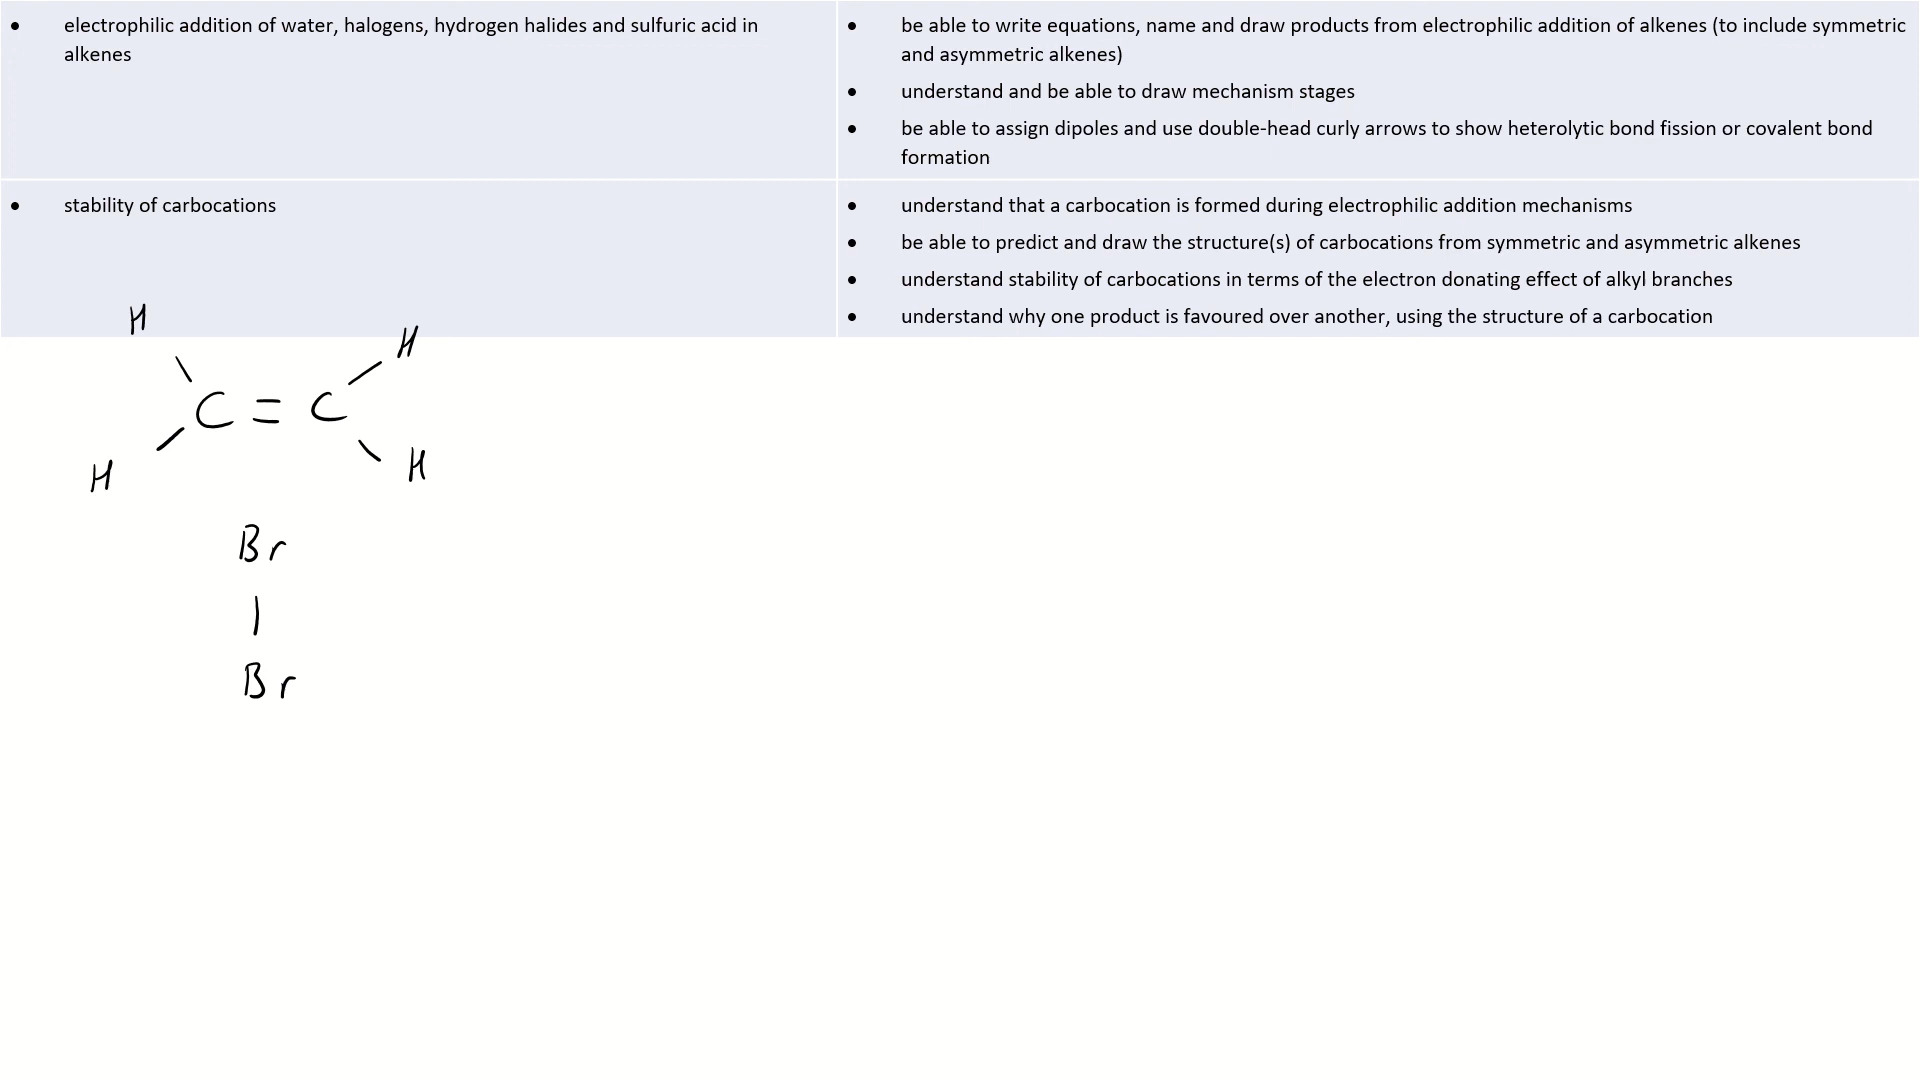 • electrophilic addition of water, halogens, hydrogen halides and sulfuric acid in
alkenes
• be able to write equations, name and draw products from electrophilic addition of alkenes (to include symmetric
and asymmetric alkenes)
• understand and be able to draw mechanism stages
• be able to assign dipoles and use double-head curly arrows to show heterolytic bond fission or covalent bond
formation
• stability of carbocations
• understand that a carbocation is formed during electrophilic addition mechanisms
• be able to predict and draw the structure(s) of carbocations from symmetric and asymmetric alkenes
• understand stability of carbocations in terms of the electron donating effect of alkyl branches
• understand why one product is favoured over another, using the structure of a carbocation
H H
C = C
H H
Br
Br